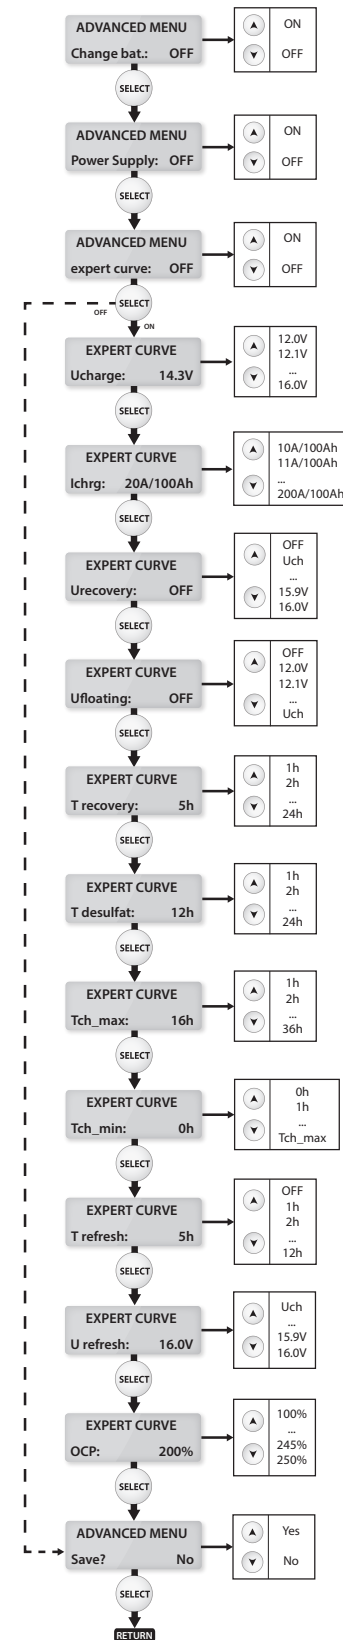 ADVANCED MENU
Change bat.: OFF
ON
OFF
SELECT
ADVANCED MENU
Power Supply: OFF
ON
OFF
SELECT
ADVANCED MENU
expert curve: OFF
ON
OFF
SELECT
OFF
ON
EXPERT CURVE
Ucharge: 14.3V
12.0V
12.1V
...
16.0V
SELECT
EXPERT CURVE
Ichrg: 20A/100Ah
10A/100Ah
11A/100Ah
...
200A/100Ah
SELECT
EXPERT CURVE
Urecovery: OFF
OFF
Uch
...
15.9V
16.0V
SELECT
EXPERT CURVE
Ufloating: OFF
OFF
12.0V
12.1V
...
Uch
SELECT
EXPERT CURVE
T recovery: 5h
1h
2h
...
24h
SELECT
EXPERT CURVE
T desulfat: 12h
1h
2h
...
24h
SELECT
EXPERT CURVE
Tch_max: 16h
1h
2h
...
36h
SELECT
EXPERT CURVE
Tch_min: 0h
0h
1h
...
Tch_max
SELECT
EXPERT CURVE
T refresh: 5h
OFF
1h
2h
...
12h
SELECT
EXPERT CURVE
U refresh: 16.0V
Uch
...
15.9V
16.0V
SELECT
EXPERT CURVE
OCP: 200%
100%
...
245%
250%
SELECT
ADVANCED MENU
Save? No
Yes
No
SELECT
RETURN